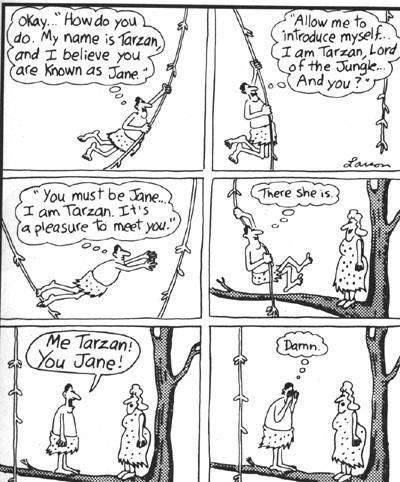 Okay..."How do you
do. My name is Tarzan,
and I believe you
are known as Jane."
"Allow me to
introduce myself...
I am Tarzan, Lord
of the Jungle...
And you?"
Larson
"You must be Jane...
I am Tarzan. It's
a pleasure to meet you."
There she is.
Me Tarzan!
You Jane!
Damn.